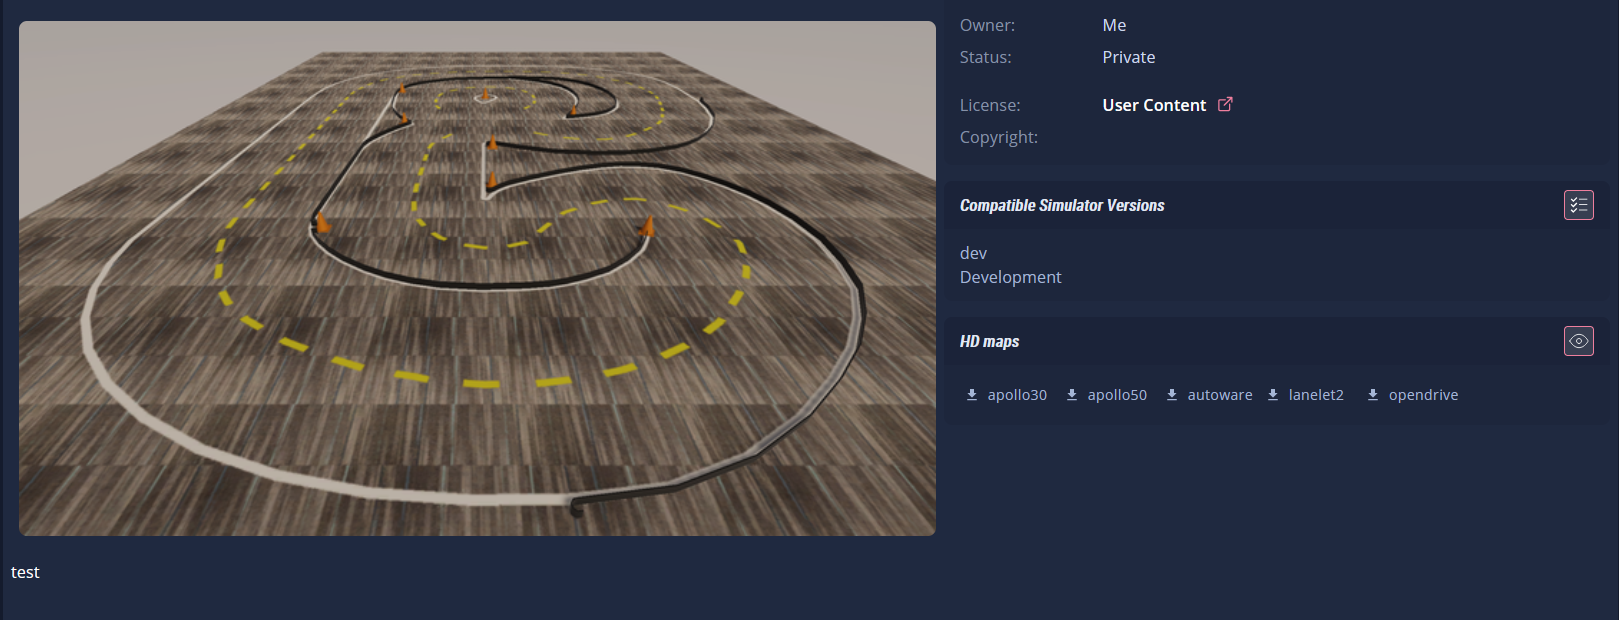 Owner: Me
Status: Private
License: User Content
Copyright:
Compatible Simulator Versions
dev
Development
HD maps
apollo30 apollo50 autoware lanelet2 opendrive
test